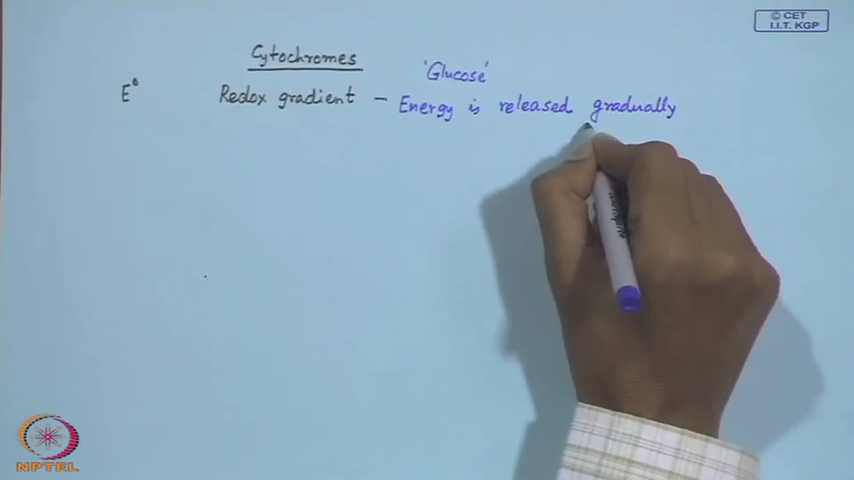 © CET
I.I.T. KGP
Cytochromes
'Glucose'
E° Redox gradient - Energy is released gradually
NPTEL